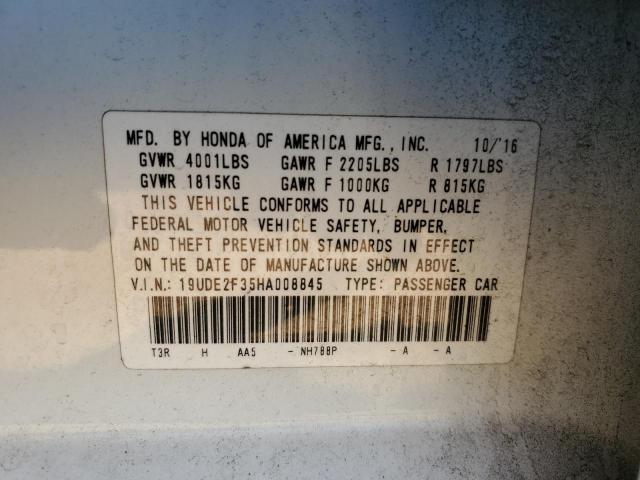 MFD. BY HONDA OF AMERICA MFG., INC. 10/'16
GVWR 4001LBS GAWR F 2205LBS R 1797LBS
GVWR 1815KG GAWR F 1000KG R 815KG
THIS VEHICLE CONFORMS TO ALL APPLICABLE
FEDERAL MOTOR VEHICLE SAFETY, BUMPER,
AND THEFT PREVENTION STANDARDS IN EFFECT
ON THE DATE OF MANUFACTURE SHOWN ABOVE.
V.I.N.: 19UDE2F35HA008845 TYPE: PASSENGER CAR
T3R H AA5 - NH788P - A - A